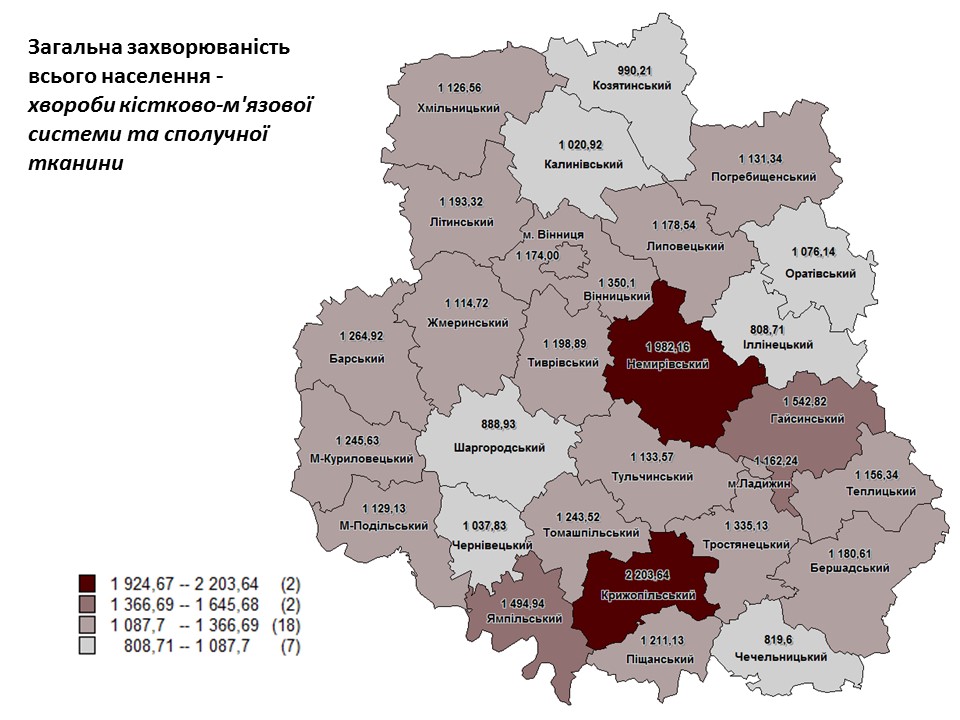 Загальна захворюваність
всього населення -
хвороби кістково-м'язової
системи та сполучної
тканини
990,21
Козятинський
1 126,56
Хмільницький
1 020,92
Калинівський
1 131,34
Погребищенський
1 193,32
Літинський
1 178,54
Липовецький
м. Вінниця
1 174,00
1 076,14
Оратівський
1 350,1
Вінницький
1 114,72
Жмеринський
808,71
Іллінецький
1 264,92
Барський
1 198,89
Тиврівський
1 982,16
Немирівський
1 542,82
Гайсинський
888,93
Шаргородський
1 245,63
М-Куриловецький
1 133,57
Тульчинський
1 162,24
м.Ладижин
1 156,34
Теплицький
1 129,13
М-Подільський
1 037,83
Чернівецький
1 243,52
Томашпільський
1 335,13
Тростянецький
1 180,61
Бершадський
2 203,64
Крижопільський
1 494,94
Ямпільський
1 211,13
Піщанський
819,6
Чечельницький
1 924,67 -- 2 203,64 (2)
1 366,69 -- 1 645,68 (2)
1 087,7 -- 1 366,69 (18)
808,71 -- 1 087,7 (7)